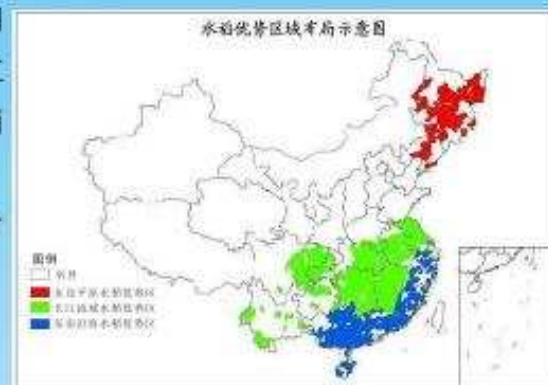 水稻优势区域布局示意图
图例
省界
东北平原水稻优势区
长江流域水稻优势区
东南沿海水稻优势区